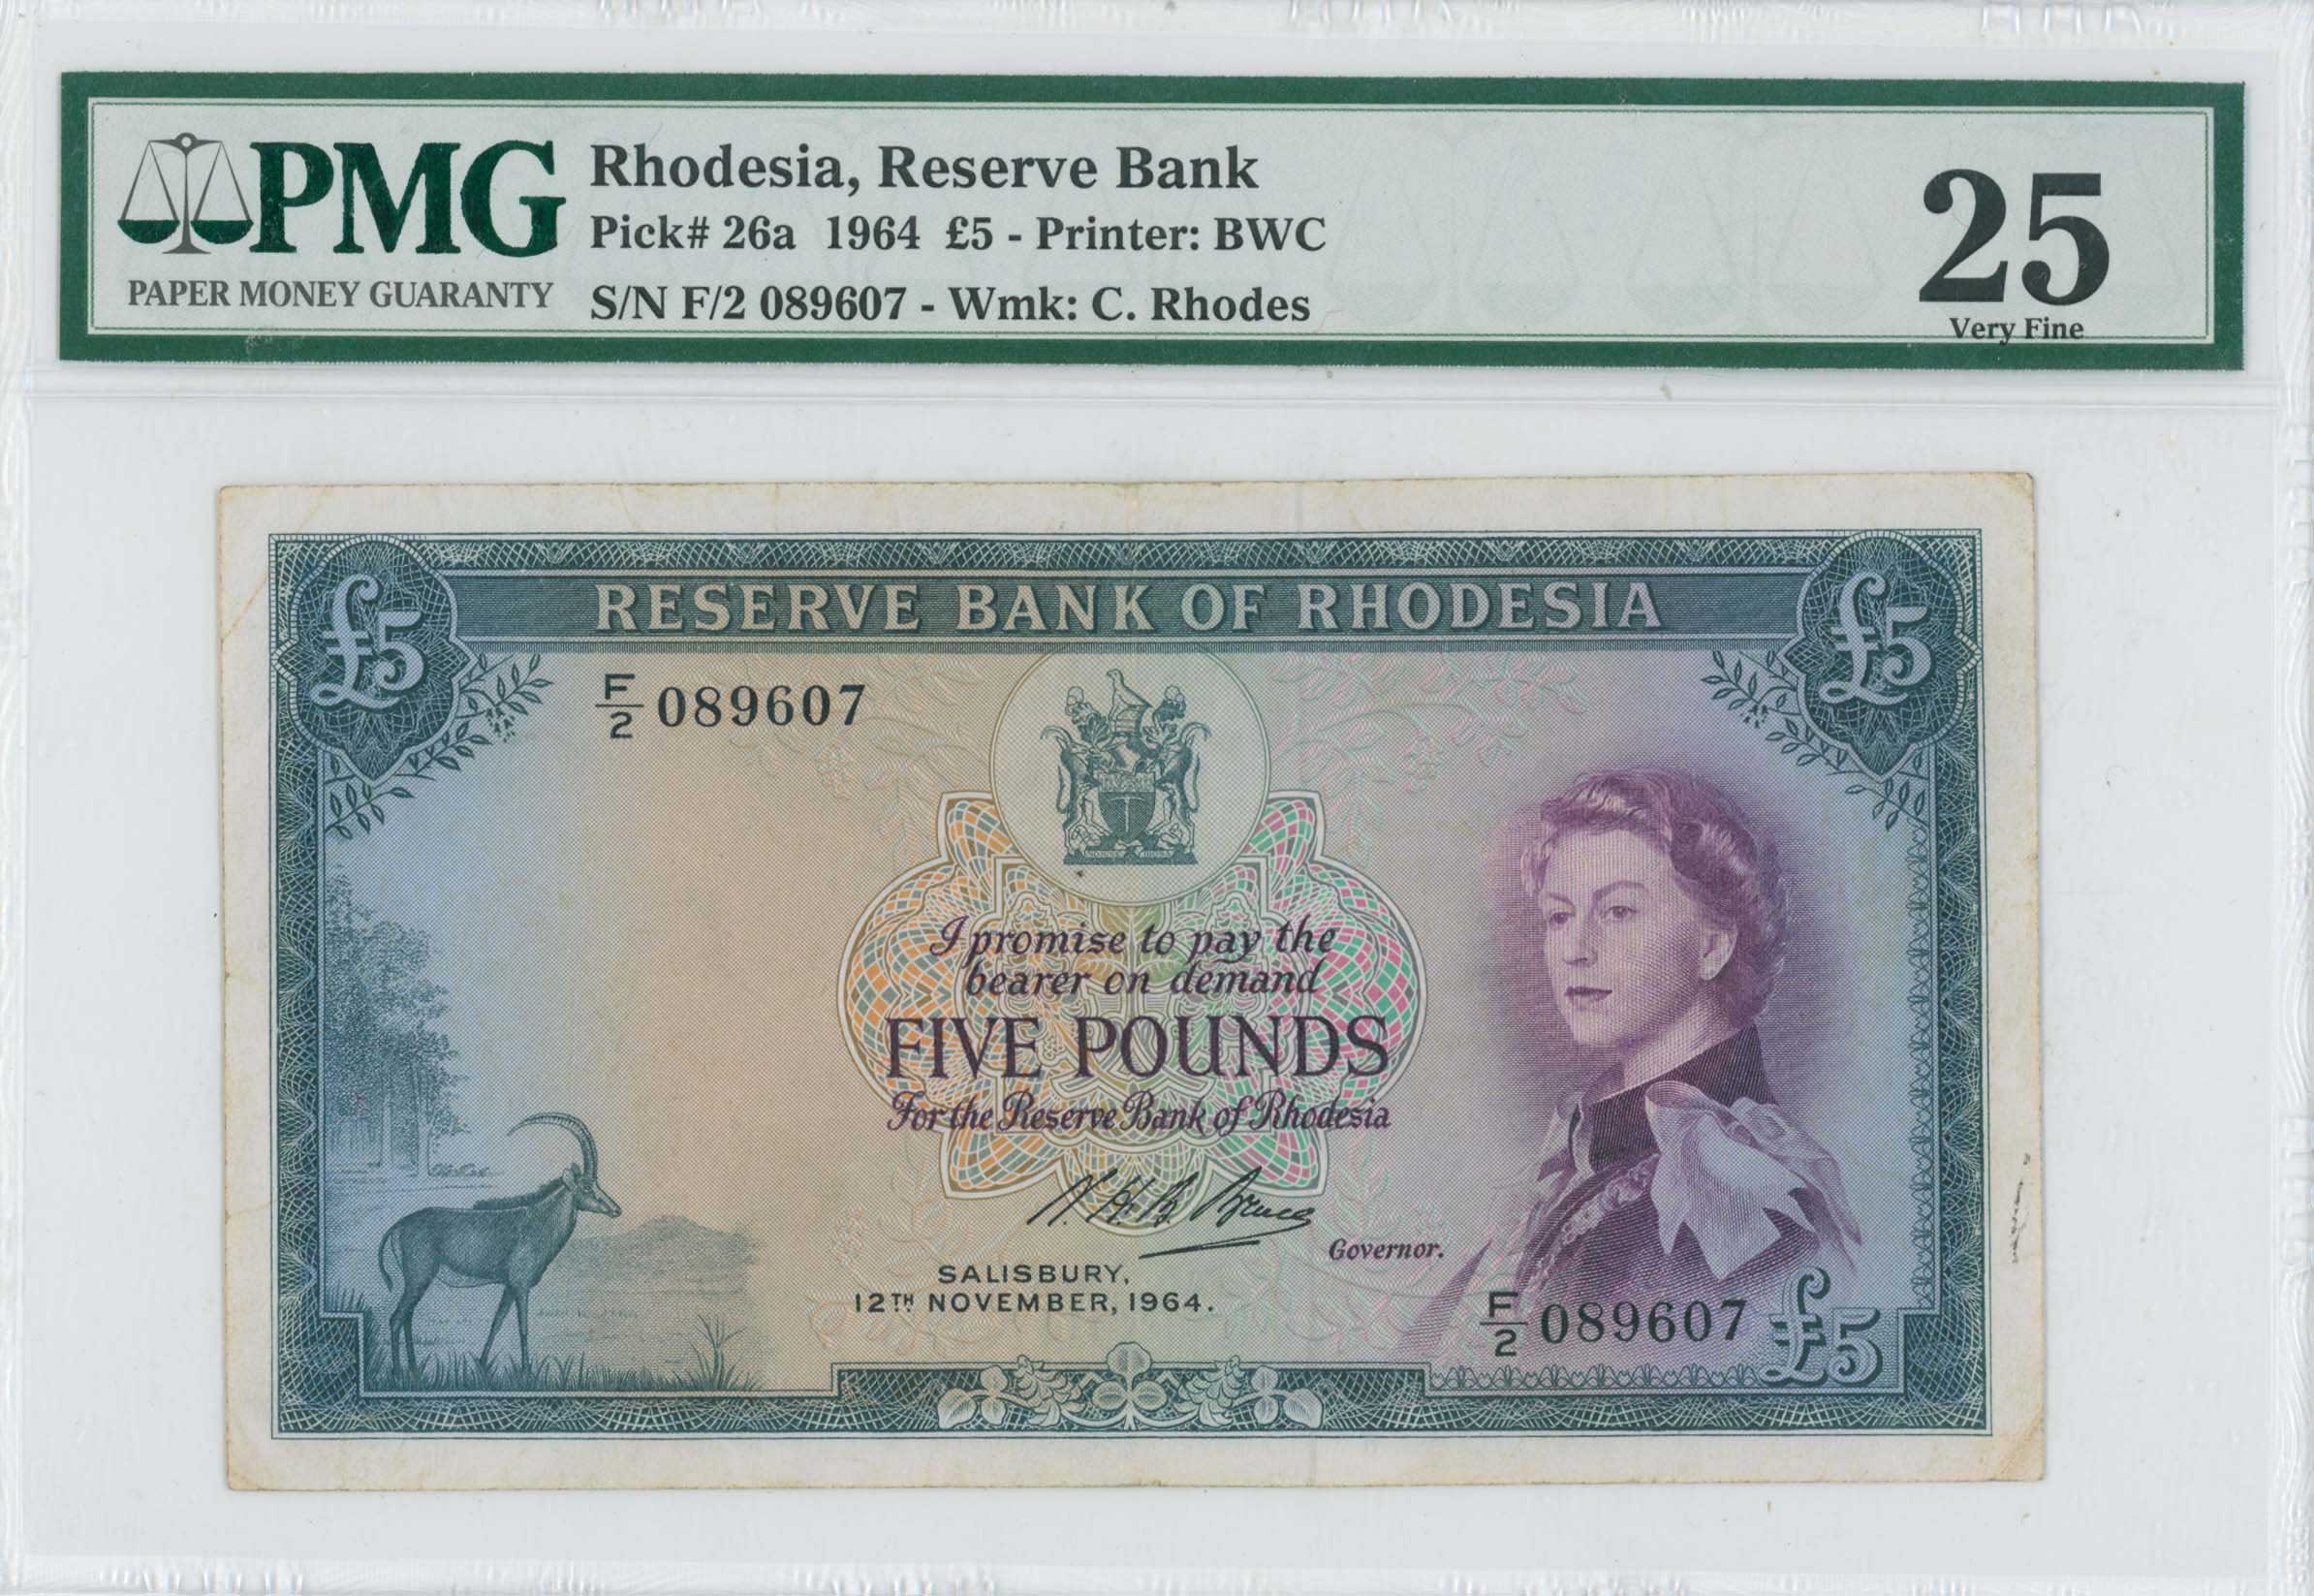 PMG
PAPER MONEY GUARANTY
Rhodesia, Reserve Bank
Pick# 26a 1964 £5 - Printer: BWC
S/N F/2 089607 - Wmk: C. Rhodes
25
Very Fine
£5
RESERVE BANK OF RHODESIA
£5
F/2 089607
I promise to pay the
bearer on demand
FIVE POUNDS
For the Reserve Bank of Rhodesia
N. H. B. Bruce
Governor.
SALISBURY,
12TH NOVEMBER, 1964.
F/2 089607
£5